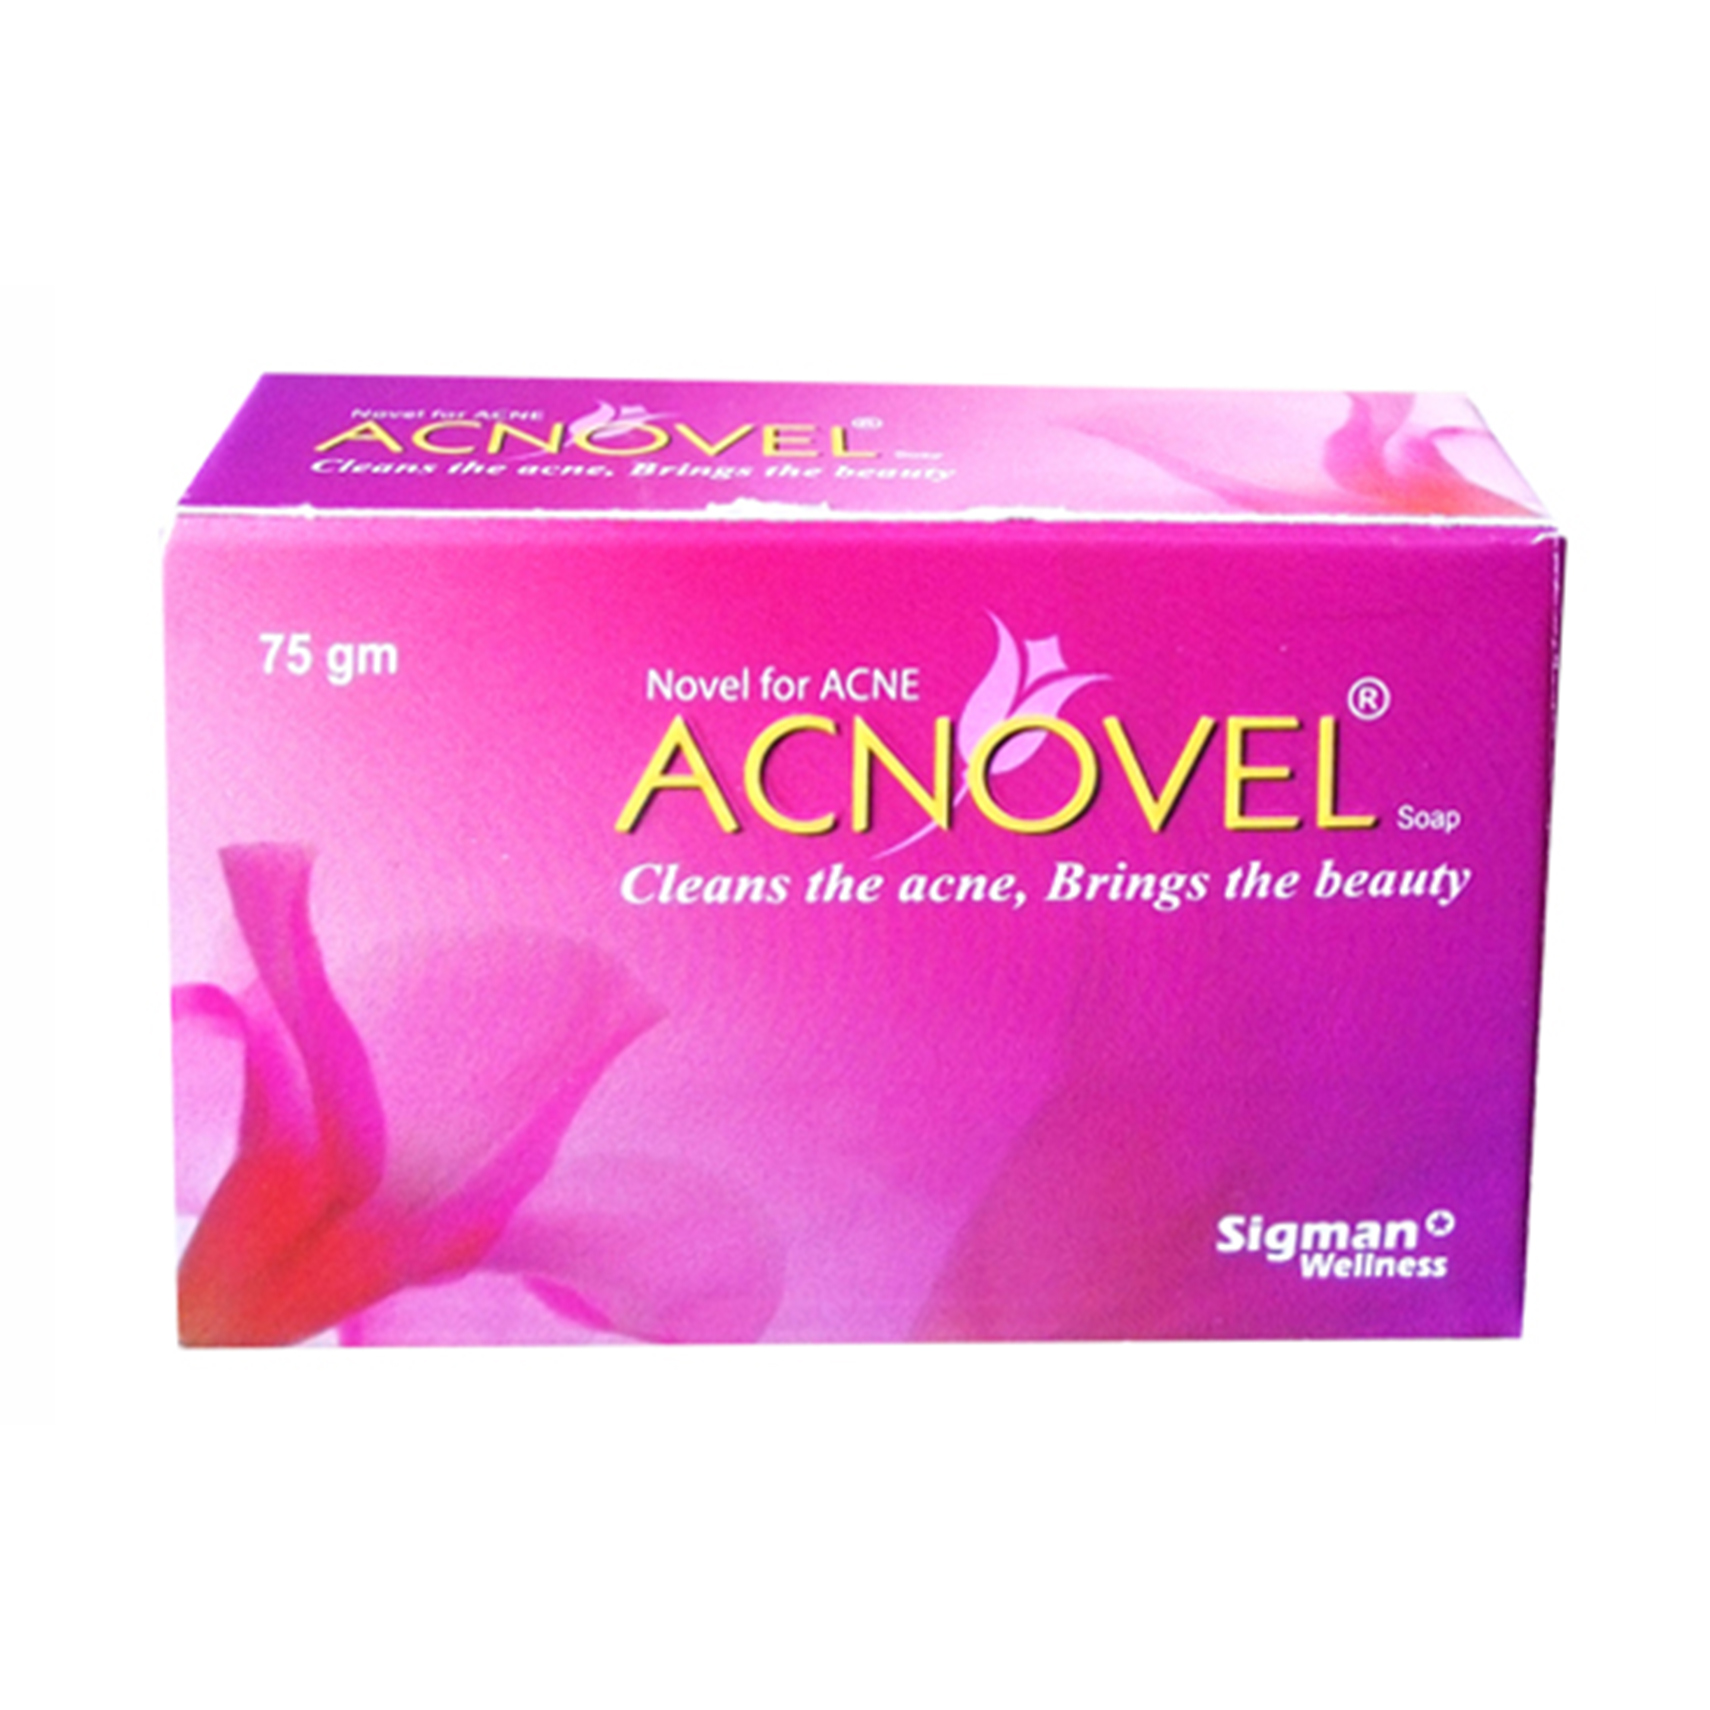 Novel for ACNE
ACNOVEL®
Soap
Cleans the acne, Brings the beauty
75 gm
Novel for ACNE
ACNOVEL®
Soap
Cleans the acne, Brings the beauty
Sigman
Wellness